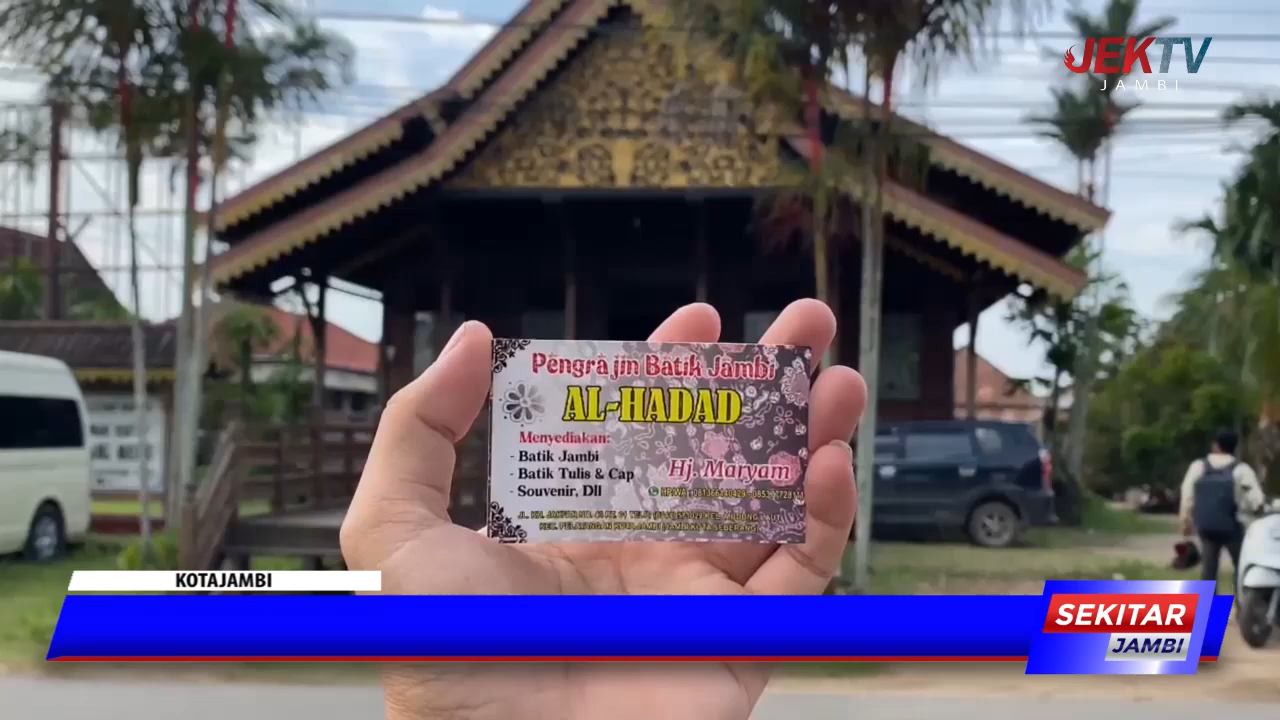 JEKTV
JAMBI
Pengrajin Batik Jambi
AL-HADAD
Menyediakan:
- Batik Jambi
- Batik Tulis & Cap
- Souvenir, Dll
Hj. Maryam
KOTAJAMBI
SEKITAR
JAMBI